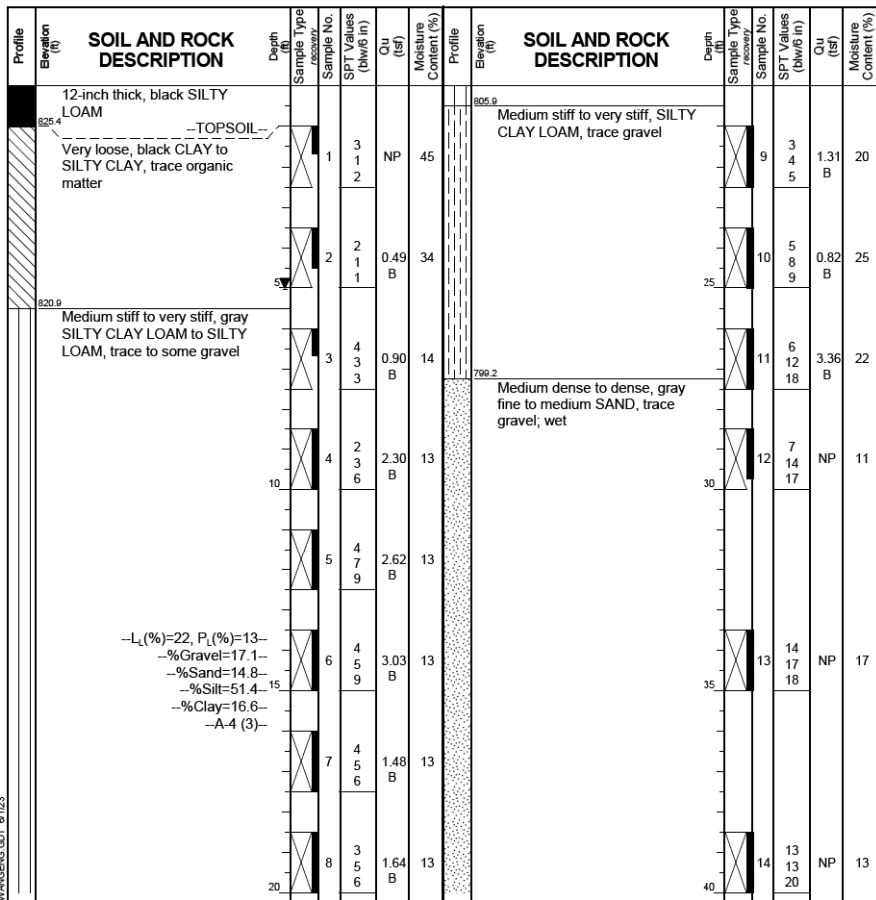 Profile
Elevation (ft)
SOIL AND ROCK
DESCRIPTION
Depth (ft)
Sample Type
recovery
Sample No.
SPT Values
(blw/6 in)
Qu
(tsf)
Moisture
Content (%)
12-inch thick, black SILTY
LOAM
825.4
--TOPSOIL--
Very loose, black CLAY to
SILTY CLAY, trace organic
matter
1
3
1
2
NP
45
2
2
1
1
0.49
B
34
5
820.9
Medium stiff to very stiff, gray
SILTY CLAY LOAM to SILTY
LOAM, trace to some gravel
3
4
3
3
0.90
B
14
4
2
3
6
2.30
B
13
10
5
4
7
9
2.62
B
13
--LL(%)=22, PL(%)=13--
--%Gravel=17.1--
--%Sand=14.8--
15
--%Silt=51.4--
--%Clay=16.6--
--A-4 (3)--
6
4
5
9
3.03
B
13
7
4
5
6
1.48
B
13
8
3
5
6
1.64
B
13
20
Profile
Elevation (ft)
SOIL AND ROCK
DESCRIPTION
Depth (ft)
Sample Type
recovery
Sample No.
SPT Values
(blw/6 in)
Qu
(tsf)
Moisture
Content (%)
805.9
Medium stiff to very stiff, SILTY
CLAY LOAM, trace gravel
9
3
4
5
1.31
B
20
10
5
8
9
0.82
B
25
25
11
6
12
18
3.36
B
22
799.2
Medium dense to dense, gray
fine to medium SAND, trace
gravel; wet
12
7
14
17
NP
11
30
13
14
17
18
NP
17
35
14
13
13
20
NP
13
40